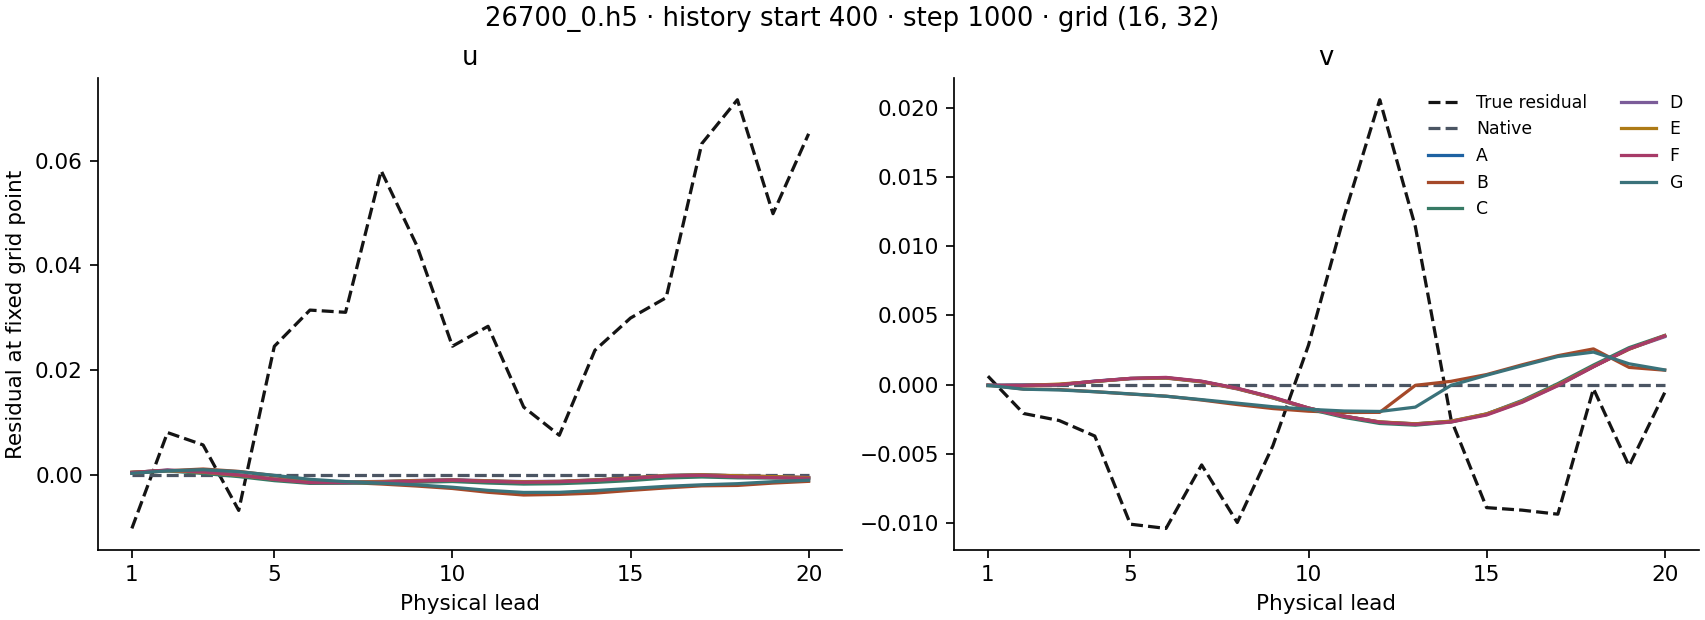 26700_0.h5 · history start 400 · step 1000 · grid (16, 32)
u
Residual at fixed grid point
0.06
0.04
0.02
0.00
1 5 10 15 20
Physical lead
v
0.020
0.015
0.010
0.005
0.000
−0.005
−0.010
1 5 10 15 20
Physical lead
True residual
Native
A
B
C
D
E
F
G